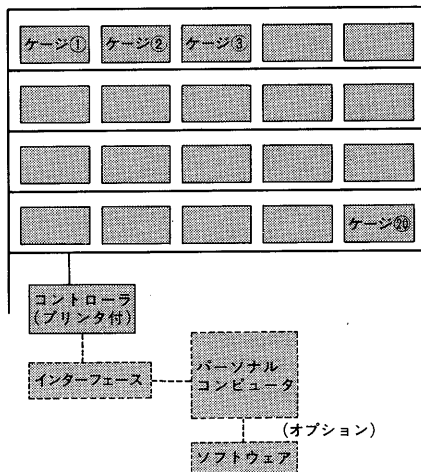 ケージ① ケージ② ケージ③
ケージ⑳
コントローラ
(プリンタ付)
インターフェース
パーソナル
コンピュータ
(オプション)
ソフトウェア